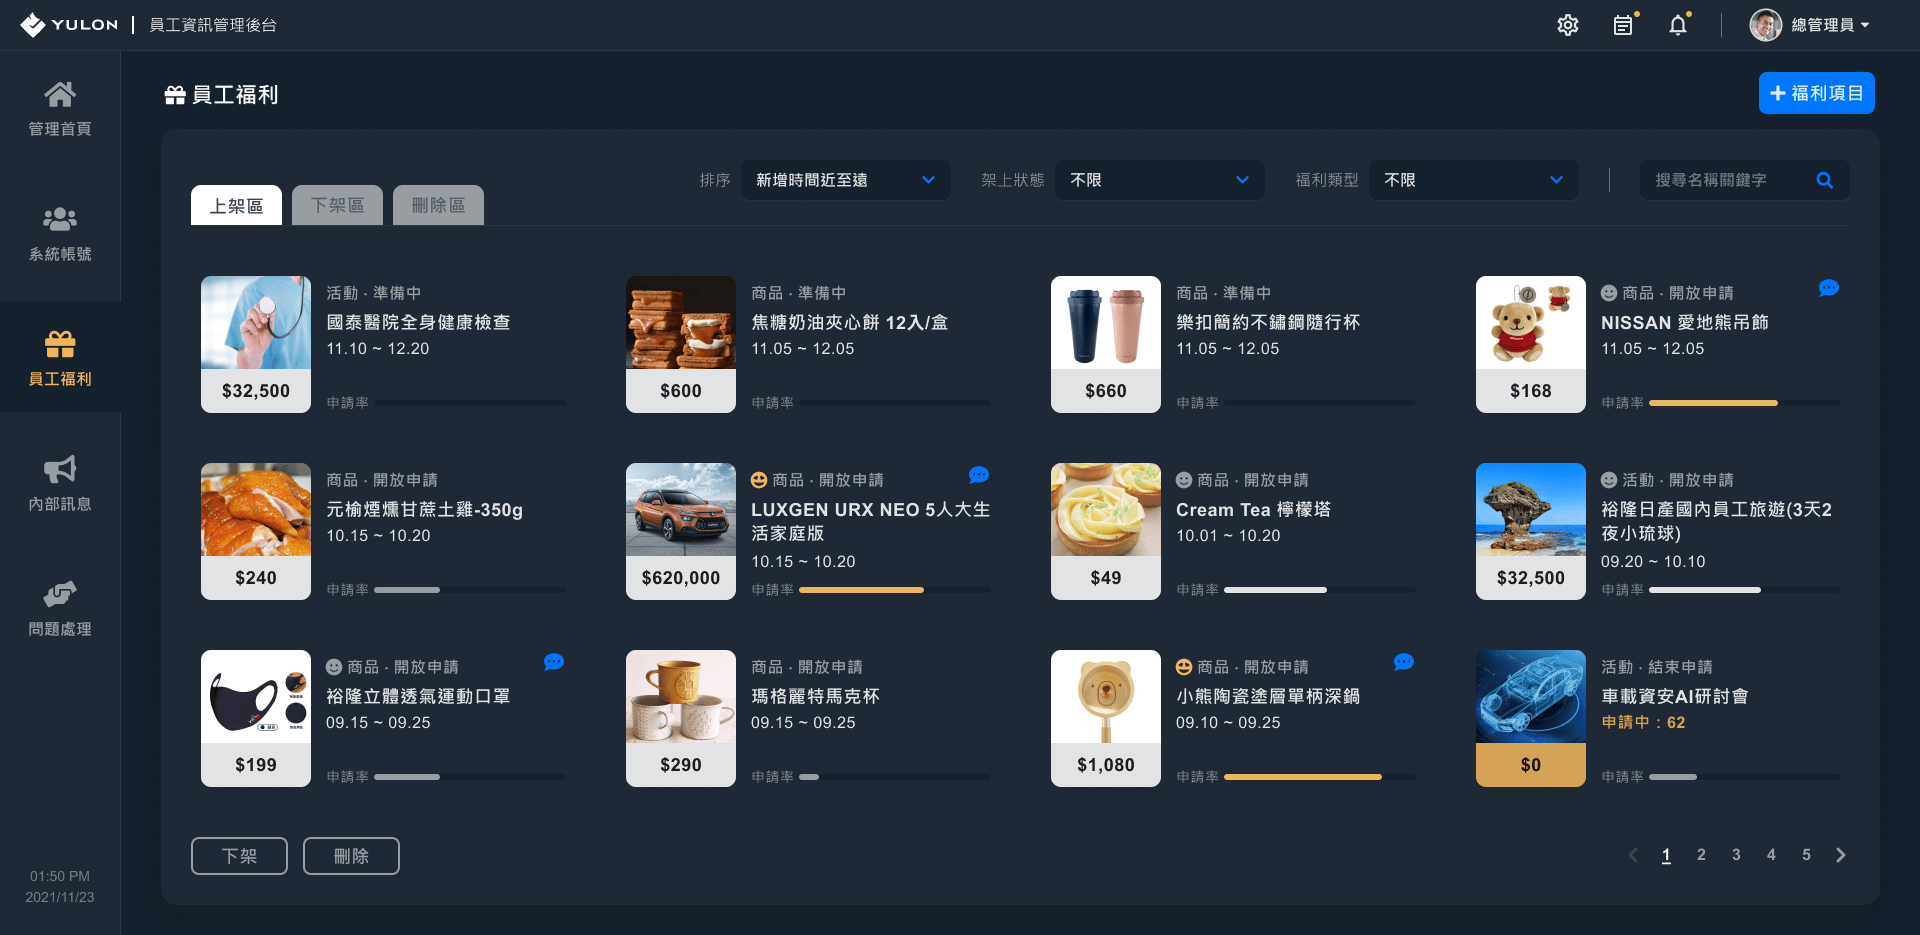 YULON
員工資訊管理後台
總管理員
管理首頁
系統帳號
員工福利
內部訊息
問題處理
01:50 PM
2021/11/23
員工福利
福利項目
上架區
下架區
刪除區
排序
新增時間近至遠
架上狀態
不限
福利類型
不限
搜尋名稱關鍵字
活動 · 準備中
國泰醫院全身健康檢查
11.10 ~ 12.20
$32,500
申請率
商品 · 準備中
焦糖奶油夾心餅 12入/盒
11.05 ~ 12.05
$600
申請率
商品 · 準備中
樂扣簡約不鏽鋼隨行杯
11.05 ~ 12.05
$660
申請率
商品 · 開放申請
NISSAN 愛地熊吊飾
11.05 ~ 12.05
$168
申請率
商品 · 開放申請
元榆煙燻甘蔗土雞-350g
10.15 ~ 10.20
$240
申請率
商品 · 開放申請
LUXGEN URX NEO 5人大生
活家庭版
10.15 ~ 10.20
$620,000
申請率
商品 · 開放申請
Cream Tea 檸檬塔
10.01 ~ 10.20
$49
申請率
活動 · 開放申請
裕隆日產國內員工旅遊(3天2
夜小琉球)
09.20 ~ 10.10
$32,500
申請率
商品 · 開放申請
裕隆立體透氣運動口罩
09.15 ~ 09.25
$199
申請率
商品 · 開放申請
瑪格麗特馬克杯
09.15 ~ 09.25
$290
申請率
商品 · 開放申請
小熊陶瓷塗層單柄深鍋
09.10 ~ 09.25
$1,080
申請率
活動 · 結束申請
車載資安AI研討會
申請中：62
$0
申請率
下架
刪除
1 2 3 4 5